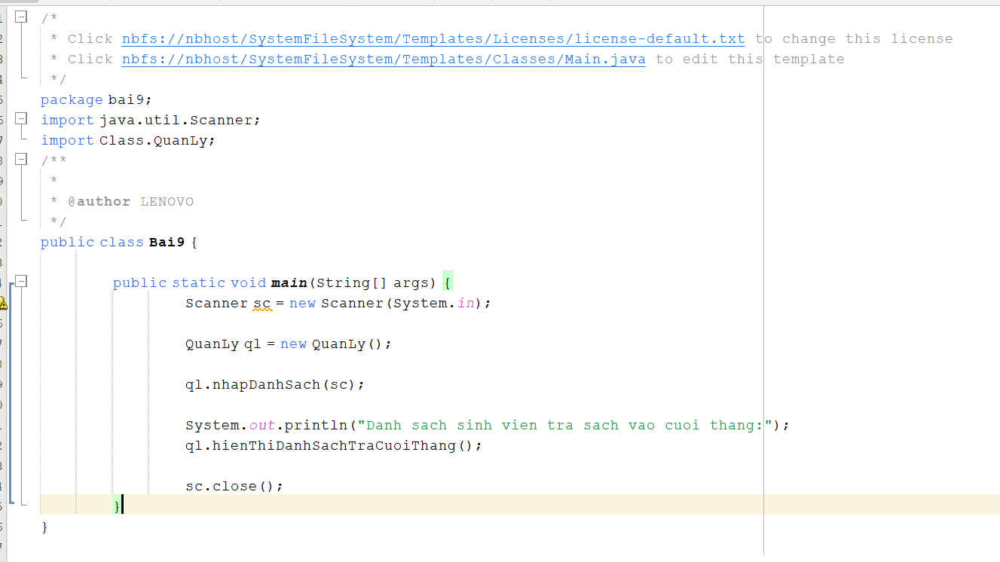 /*
 * Click nbfs://nbhost/SystemFileSystem/Templates/Licenses/license-default.txt to change this license
 * Click nbfs://nbhost/SystemFileSystem/Templates/Classes/Main.java to edit this template
 */
package bai9;
import java.util.Scanner;
import Class.QuanLy;
/**
 *
 * @author LENOVO
 */
public class Bai9 {
public static void main(String[] args) {
Scanner sc = new Scanner(System.in);
QuanLy ql = new QuanLy();
ql.nhapDanhSach(sc);
System.out.println("Danh sach sinh vien tra sach vao cuoi thang:");
ql.hienThiDanhSachTraCuoiThang();
sc.close();
}
}